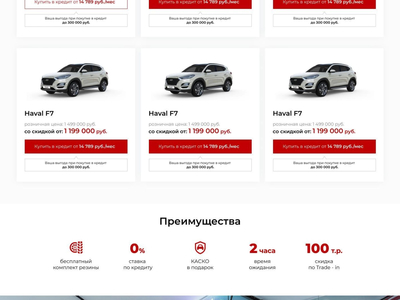 Купить в кредит от 14 789 руб./мес
Купить в кредит от 14 789 руб./мес
Купить в кредит от 14 789 руб./мес
Ваша выгода при покупке в кредит
до 300 000 руб.
Ваша выгода при покупке в кредит
до 300 000 руб.
Ваша выгода при покупке в кредит
до 300 000 руб.
Haval F7
розничная цена: 1 499 000 руб.
со скидкой от: 1 199 000 руб.
Купить в кредит от 14 789 руб./мес
Ваша выгода при покупке в кредит
до 300 000 руб.
Haval F7
розничная цена: 1 499 000 руб.
со скидкой от: 1 199 000 руб.
Купить в кредит от 14 789 руб./мес
Ваша выгода при покупке в кредит
до 300 000 руб.
Haval F7
розничная цена: 1 499 000 руб.
со скидкой от: 1 199 000 руб.
Купить в кредит от 14 789 руб./мес
Ваша выгода при покупке в кредит
до 300 000 руб.
Преимущества
бесплатный
комплект резины
0%
ставка
по кредиту
КАСКО
в подарок
2 часа
время
ожидания
100 т.р.
скидка
по Trade - in